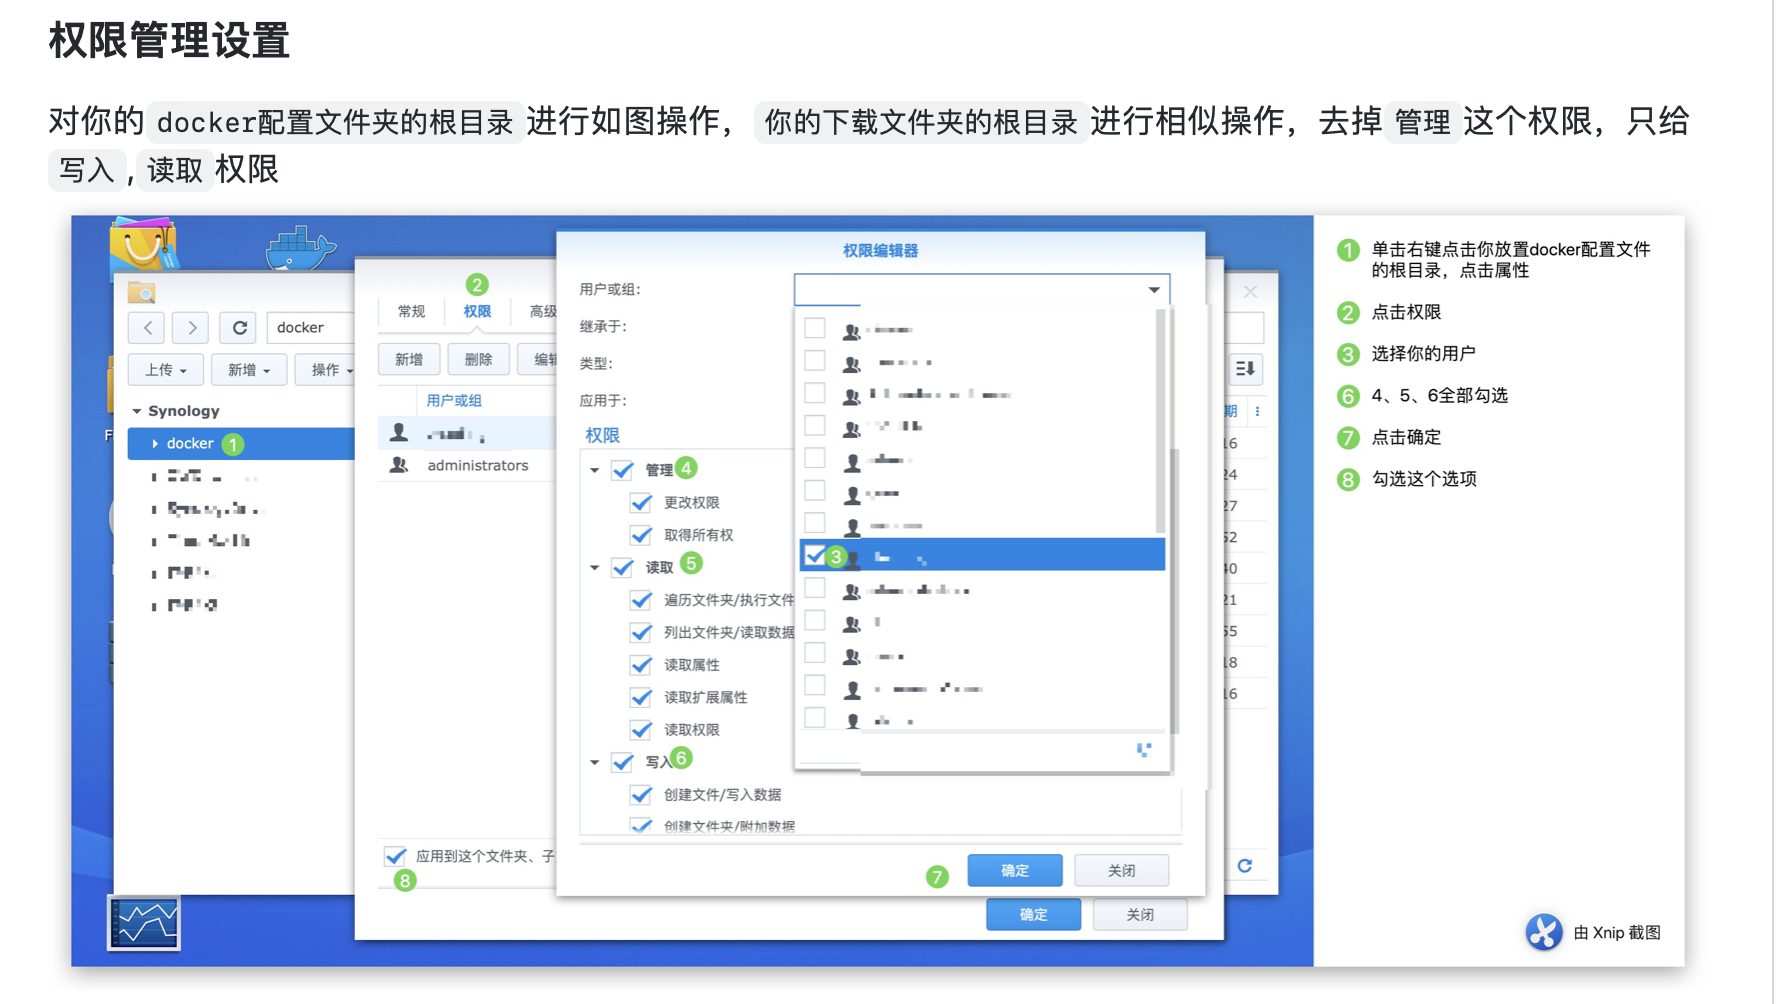 权限管理设置
对你的 docker配置文件夹的根目录 进行如图操作， 你的下载文件夹的根目录 进行相似操作，去掉 管理 这个权限，只给
写入 , 读取 权限
权限编辑器
用户或组:
继承于:
类型:
应用于:
权限
管理 4
更改权限
取得所有权
读取 5
遍历文件夹/执行文件
列出文件夹/读取数据
读取属性
读取扩展属性
读取权限
写入 6
创建文件/写入数据
创建文件夹/附加数据
3
7
确定
关闭
2
常规
权限
高级
新增
删除
编辑
用户或组
administrators
应用到这个文件夹、子
8
确定
关闭
docker
上传
新增
操作
Synology
docker 1
期
16
24
27
52
40
21
55
18
16
1 单击右键点击你放置docker配置文件
的根目录，点击属性
2 点击权限
3 选择你的用户
6 4、5、6全部勾选
7 点击确定
8 勾选这个选项
由 Xnip 截图